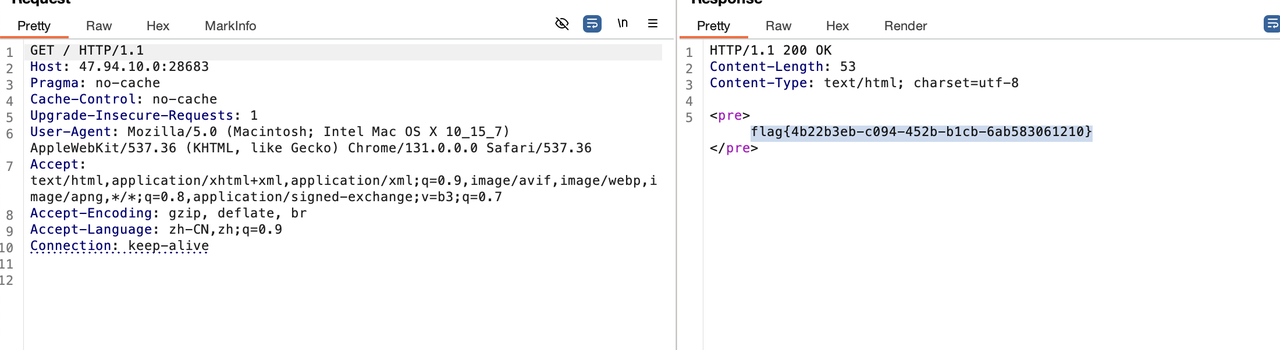 Request
Pretty Raw Hex MarkInfo \n
1 GET / HTTP/1.1
2 Host: 47.94.10.0:28683
3 Pragma: no-cache
4 Cache-Control: no-cache
5 Upgrade-Insecure-Requests: 1
6 User-Agent: Mozilla/5.0 (Macintosh; Intel Mac OS X 10_15_7)
AppleWebKit/537.36 (KHTML, like Gecko) Chrome/131.0.0.0 Safari/537.36
7 Accept:
text/html,application/xhtml+xml,application/xml;q=0.9,image/avif,image/webp,i
mage/apng,*/*;q=0.8,application/signed-exchange;v=b3;q=0.7
8 Accept-Encoding: gzip, deflate, br
9 Accept-Language: zh-CN,zh;q=0.9
10 Connection: keep-alive
11
12
Response
Pretty Raw Hex Render
1 HTTP/1.1 200 OK
2 Content-Length: 53
3 Content-Type: text/html; charset=utf-8
4
5 <pre>
flag{4b22b3eb-c094-452b-b1cb-6ab583061210}
</pre>